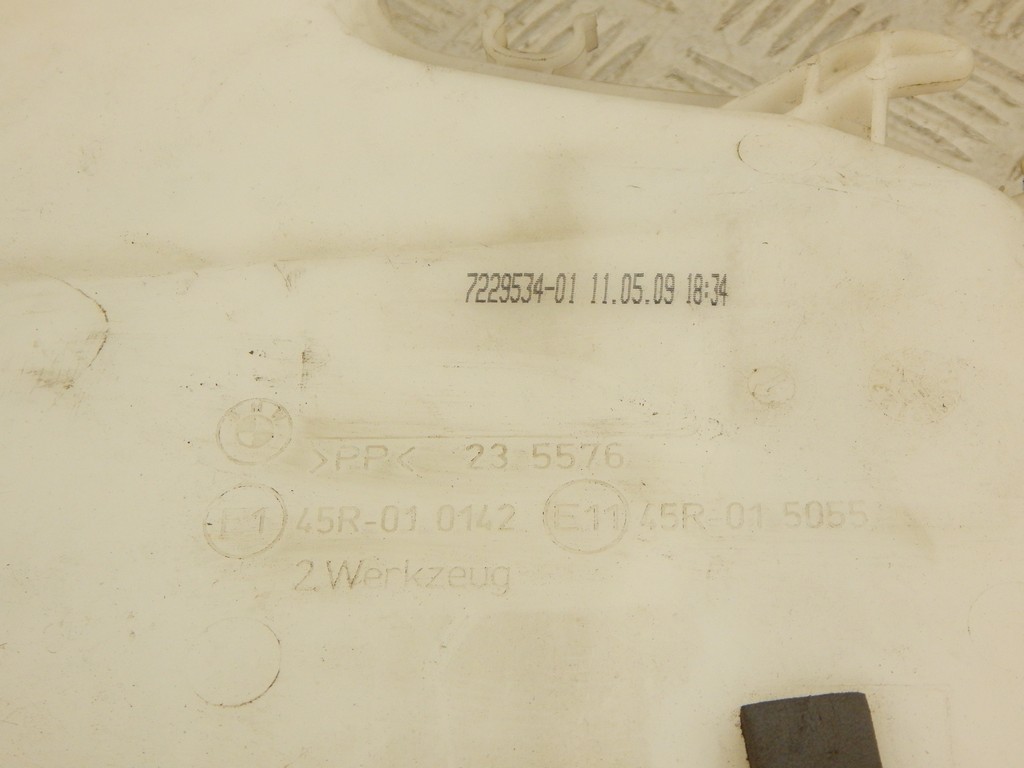 7229534-01 11.05.09 18:34
BMW
>PP< 23 5576
E1 45R-01 0142 E11 45R-01 5055
2.Werkzeug